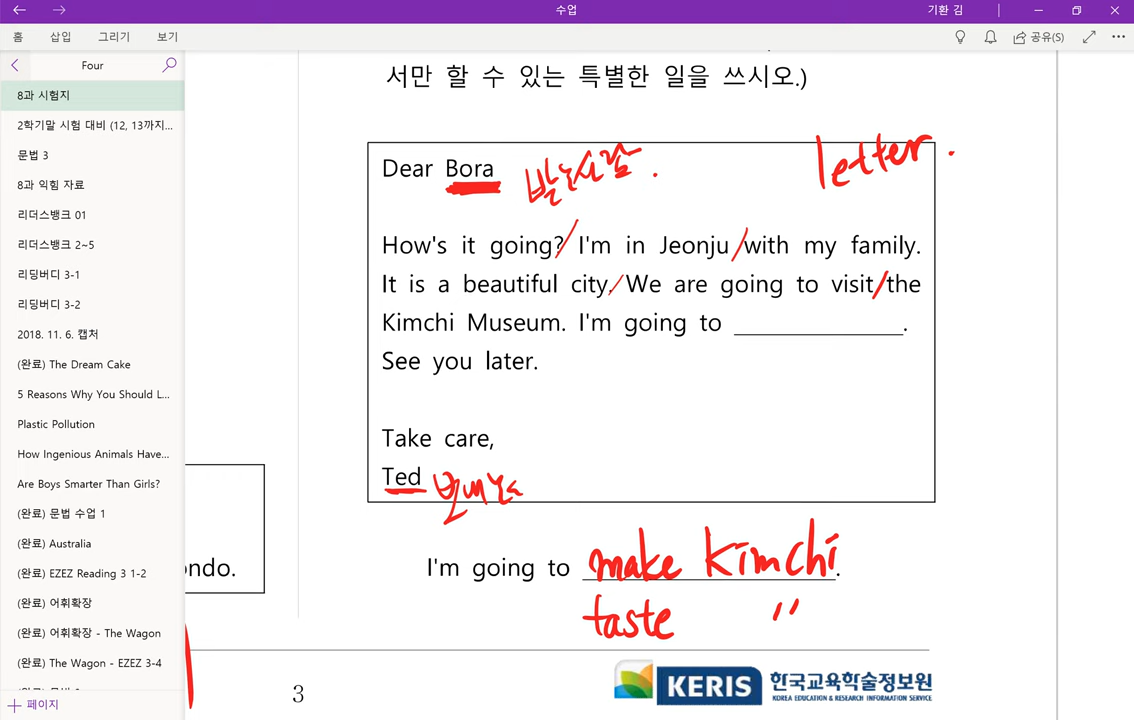 수업
기환 김
홈 삽입 그리기 보기
공유(S)
Four
8과 시험지
2학기말 시험 대비 (12, 13까지...
문법 3
8과 익힘 자료
리더스뱅크 01
리더스뱅크 2~5
리딩버디 3-1
리딩버디 3-2
2018. 11. 6. 캡처
(완료) The Dream Cake
5 Reasons Why You Should L...
Plastic Pollution
How Ingenious Animals Have...
Are Boys Smarter Than Girls?
(완료) 문법 수업 1
(완료) Australia
(완료) EZEZ Reading 3 1-2
(완료) 어휘확장
(완료) 어휘확장 - The Wagon
(완료) The Wagon - EZEZ 3-4
페이지
서만 할 수 있는 특별한 일을 쓰시오.)
letter.
Dear Bora 받는사람.
How's it going? I'm in Jeonju with my family.
It is a beautiful city. We are going to visit the
Kimchi Museum. I'm going to ______________.
See you later.
Take care,
Ted
I'm going to make kimchi.
taste "
ondo.
3
KERIS 한국교육학술정보원
KOREA EDUCATION & RESEARCH INFORMATION SERVICE